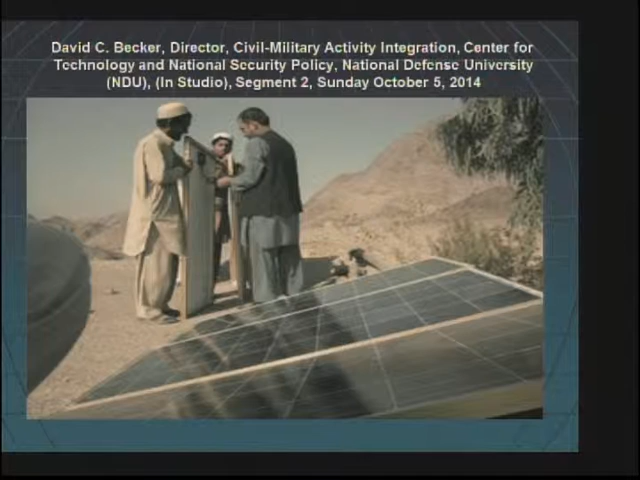 David C. Becker, Director, Civil-Military Activity Integration, Center for
Technology and National Security Policy, National Defense University
(NDU), (In Studio), Segment 2, Sunday October 5, 2014